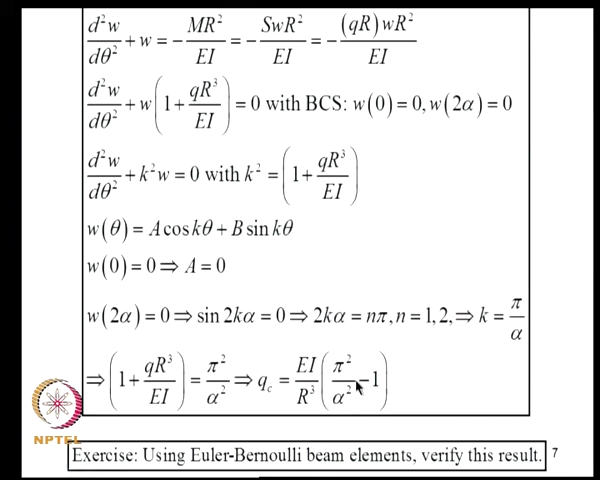 d²w/dθ² + w = −MR²/EI = −SwR²/EI = −(qR)wR²/EI
d²w/dθ² + w(1 + qR³/EI) = 0 with BCS: w(0) = 0, w(2α) = 0
d²w/dθ² + k²w = 0 with k² = (1 + qR³/EI)
w(θ) = A cos kθ + B sin kθ
w(0) = 0 ⇒ A = 0
w(2α) = 0 ⇒ sin 2kα = 0 ⇒ 2kα = nπ, n = 1, 2, ⇒ k = π/α
⇒ (1 + qR³/EI) = π²/α² ⇒ q_c = EI/R³ (π²/α² − 1)
NPTEL
Exercise: Using Euler-Bernoulli beam elements, verify this result. 7